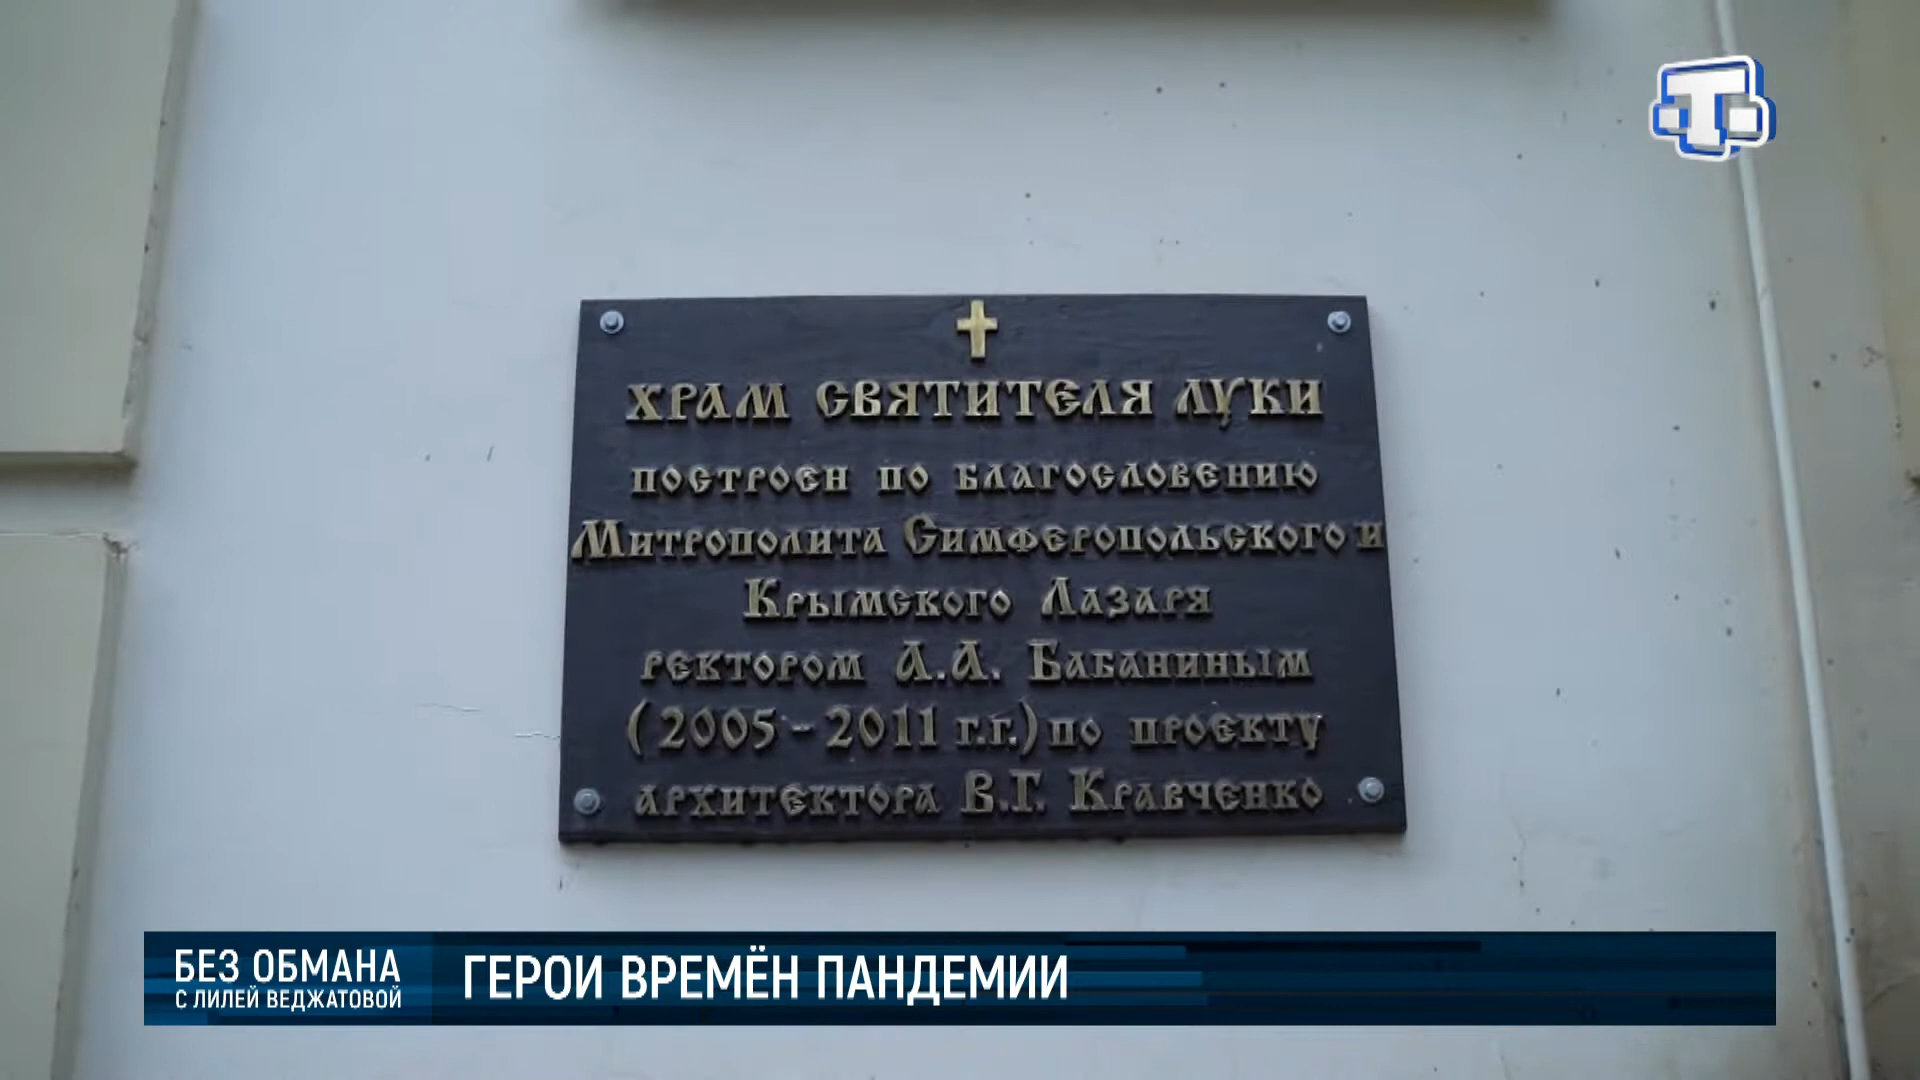 Т
ХРАМ СВЯТИТЕЛЯ ЛУКИ
ПОСТРОЕН ПО БЛАГОСЛОВЕНИЮ
МИТРОПОЛИТА СИМФЕРОПОЛЬСКОГО И
КРЫМСКОГО ЛАЗАРЯ
РЕКТОРОМ А.А. БАБАНИНЫМ
(2005-2011 Г.Г.) ПО ПРОЕКТУ
АРХИТЕКТОРА В.Г. КРАВЧЕНКО
БЕЗ ОБМАНА
С ЛИЛЕЙ ВЕДЖАТОВОЙ
ГЕРОИ ВРЕМЁН ПАНДЕМИИ